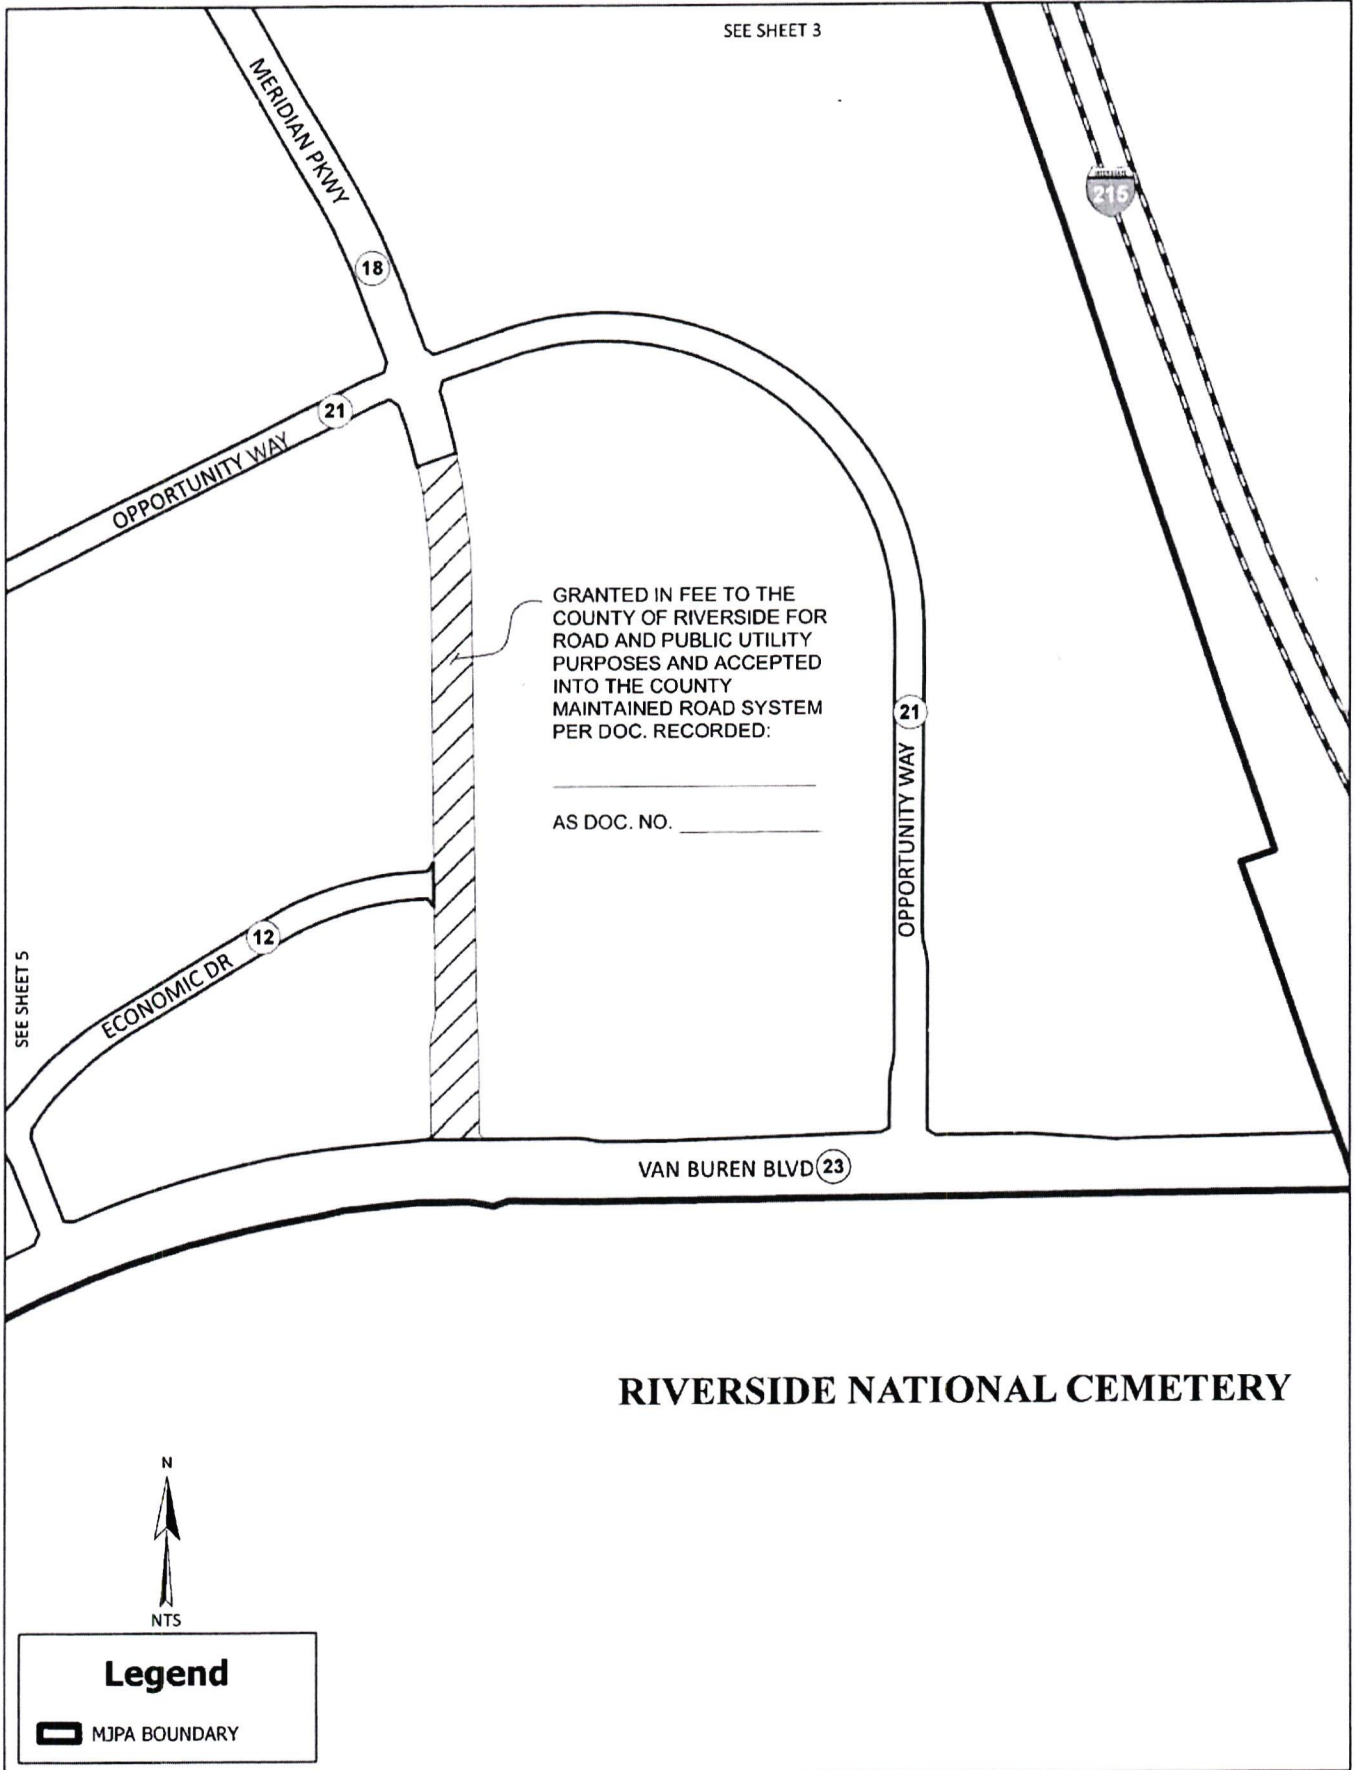 SEE SHEET 3
MERIDIAN PKWY
INTERSTATE
215
18
21
OPPORTUNITY WAY
GRANTED IN FEE TO THE
COUNTY OF RIVERSIDE FOR
ROAD AND PUBLIC UTILITY
PURPOSES AND ACCEPTED
INTO THE COUNTY
MAINTAINED ROAD SYSTEM
PER DOC. RECORDED:
AS DOC. NO.
21
OPPORTUNITY WAY
12
ECONOMIC DR
SEE SHEET 5
VAN BUREN BLVD 23
RIVERSIDE NATIONAL CEMETERY
N
NTS
Legend
MJPA BOUNDARY